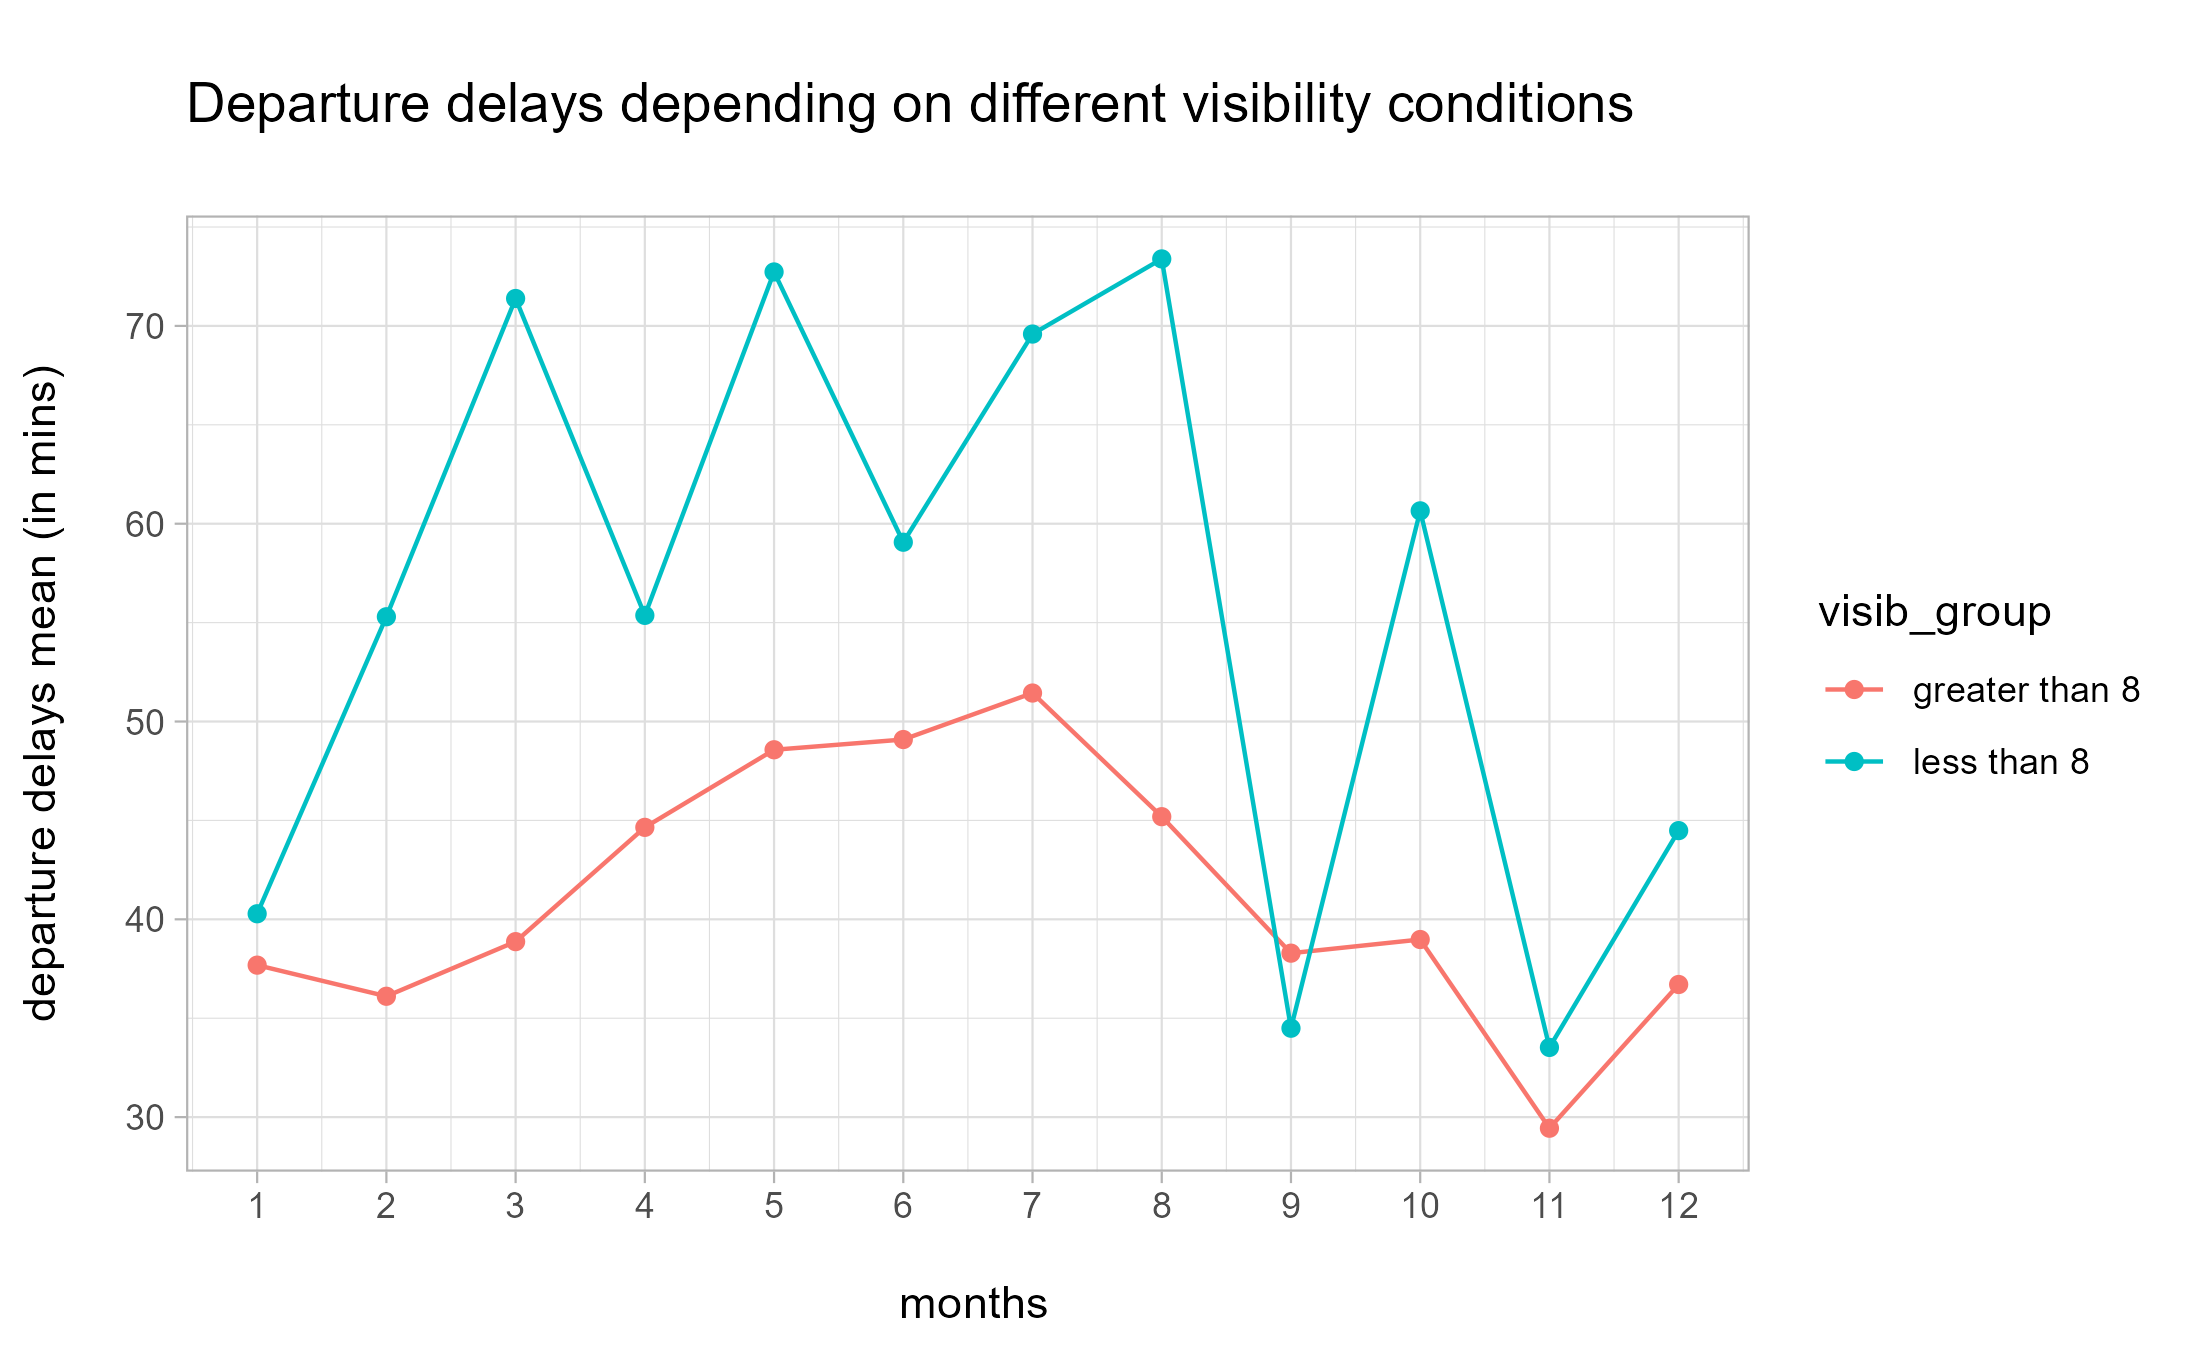 Departure delays depending on different visibility conditions
departure delays mean (in mins)
70
60
50
40
30
1 2 3 4 5 6 7 8 9 10 11 12
months
visib_group
greater than 8
less than 8